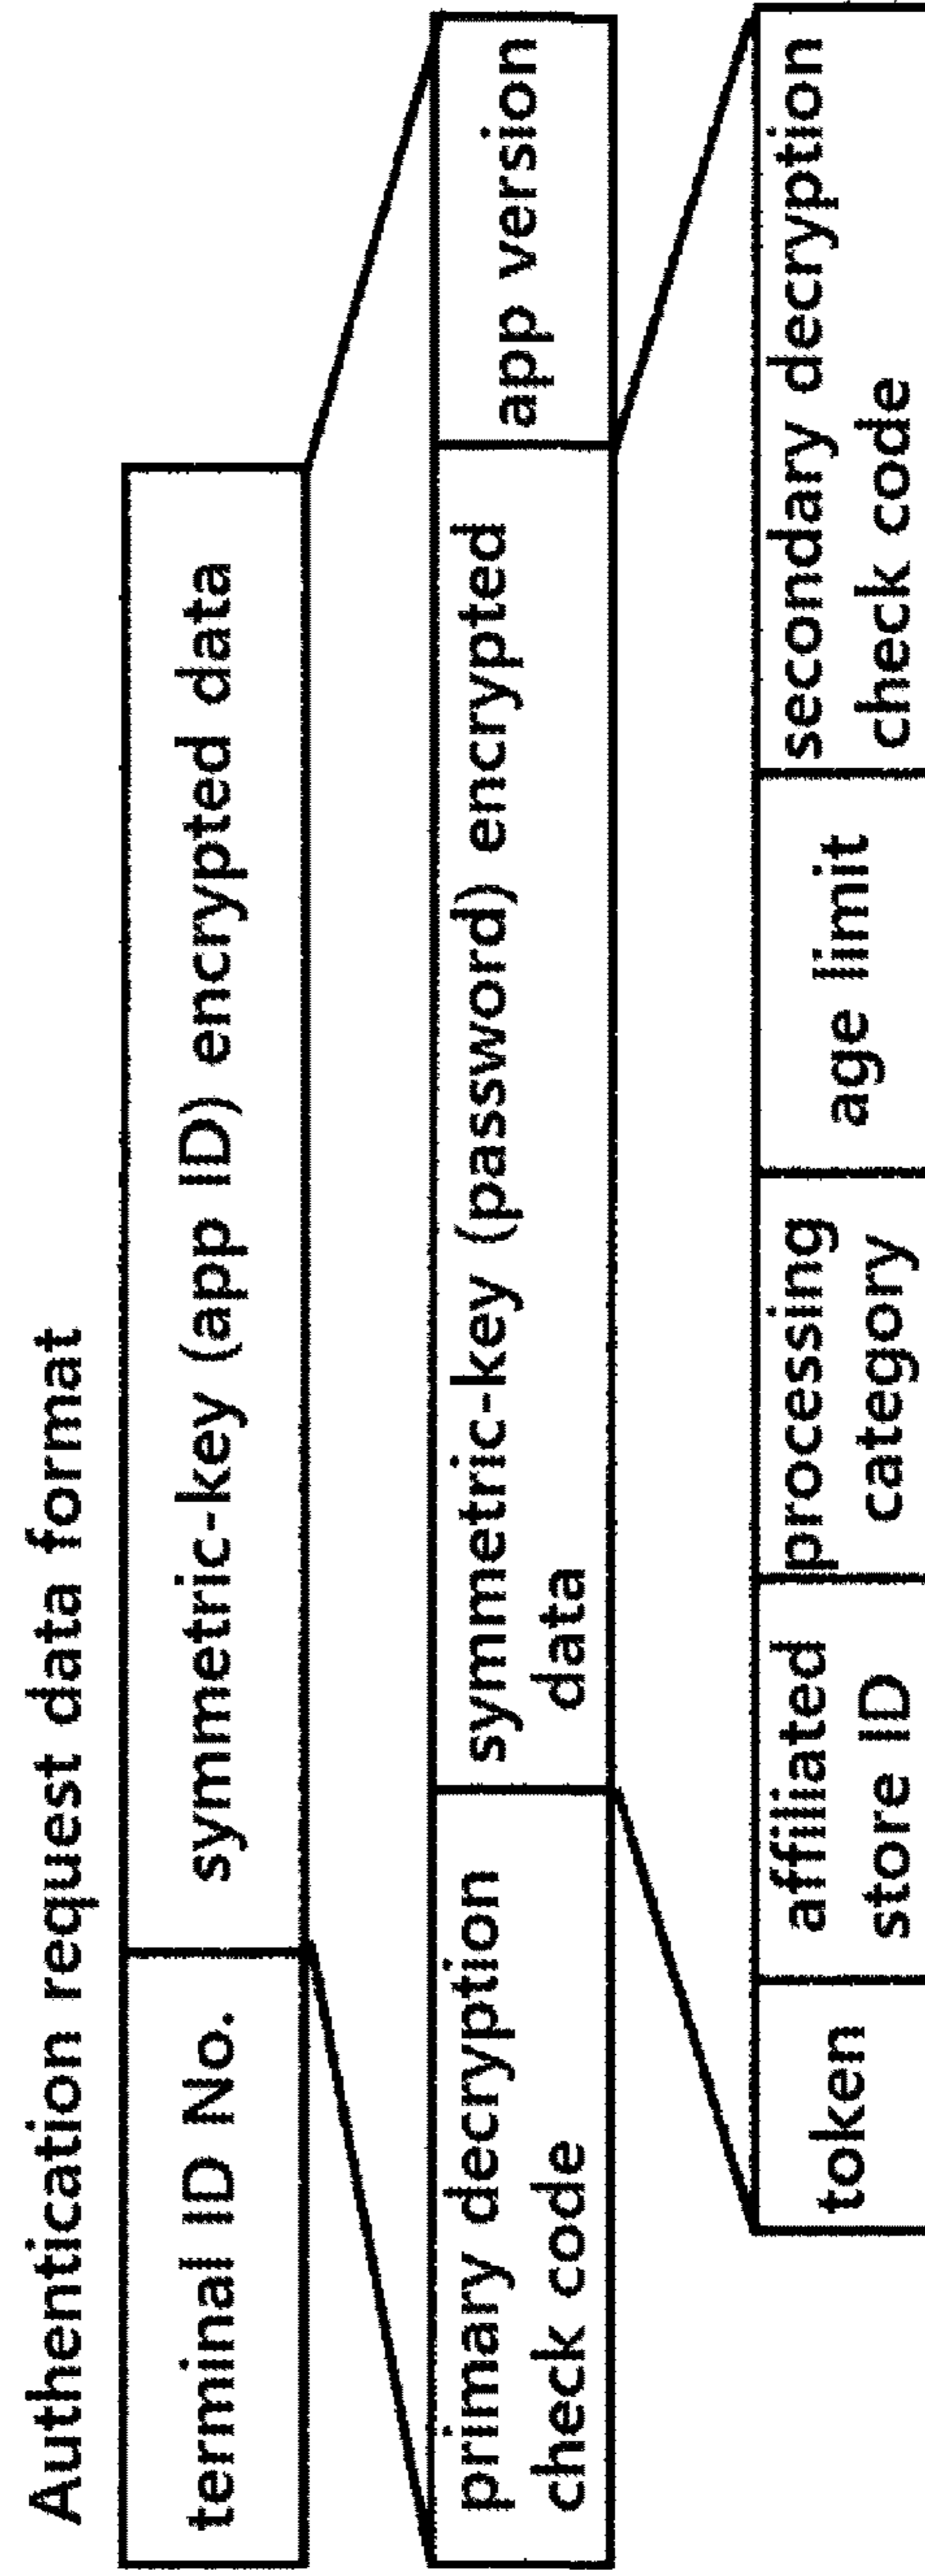 Authentication request data format
terminal ID No.
symmetric-key (app ID) encrypted data
primary decryption
check code
symmetric-key (password) encrypted
data
app version
token
affiliated
store ID
processing
category
age limit
secondary decryption
check code